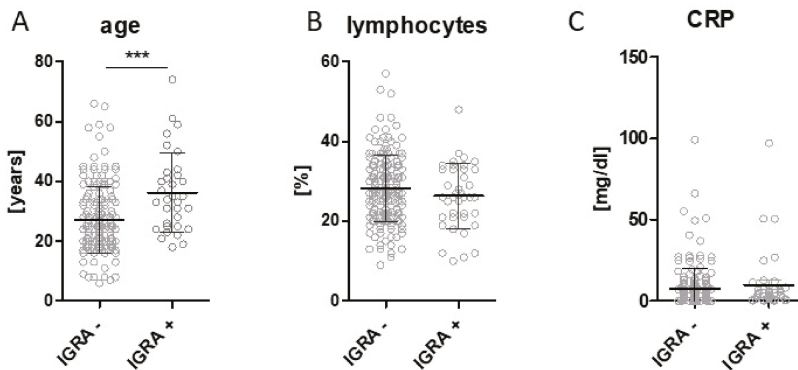 A
age
***
[years]
80
60
40
20
0
IGRA -
IGRA +
B
lymphocytes
[%]
60
40
20
0
IGRA -
IGRA +
C
CRP
[mg/dl]
150
100
50
0
IGRA -
IGRA +